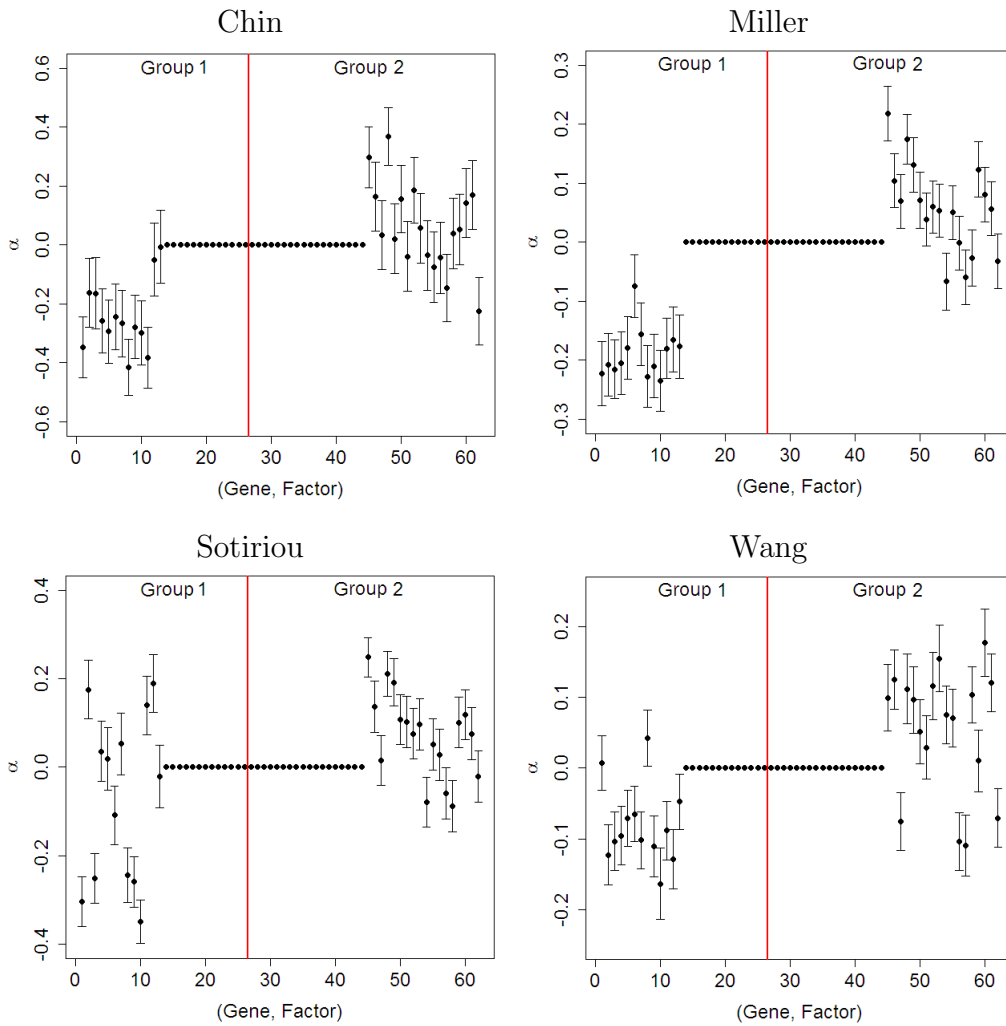 Chin
Group 1 Group 2
0.6
0.4
0.2
0.0
-0.2
-0.4
-0.6
α
0 10 20 30 40 50 60
(Gene, Factor)
Miller
Group 1 Group 2
0.3
0.2
0.1
0.0
-0.1
-0.2
-0.3
α
0 10 20 30 40 50 60
(Gene, Factor)
Sotiriou
Group 1 Group 2
0.4
0.2
0.0
-0.2
-0.4
α
0 10 20 30 40 50 60
(Gene, Factor)
Wang
Group 1 Group 2
0.2
0.1
0.0
-0.1
-0.2
α
0 10 20 30 40 50 60
(Gene, Factor)